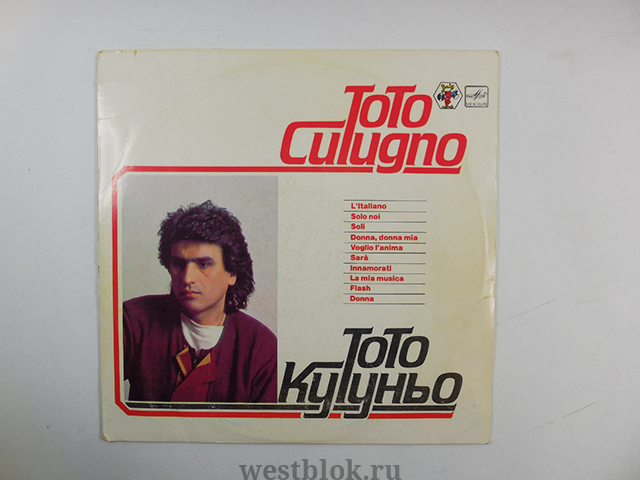 Toto
Cutugno
L'Italiano
Solo noi
Soli
Donna, donna mia
Voglio l'anima
Sarà
Innamorati
La mia musica
Flash
Donna
Тото
Кутуньо
westblok.ru